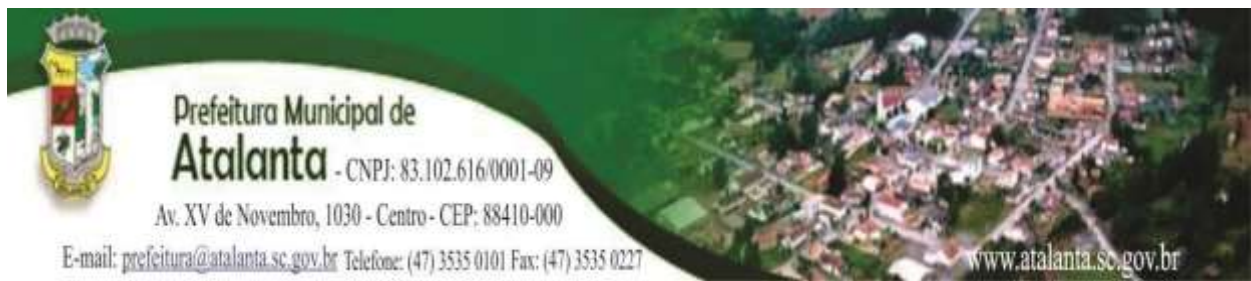 Prefeitura Municipal de
Atalanta - CNPJ: 83.102.616/0001-09
Av. XV de Novembro, 1030 - Centro - CEP: 88410-000
E-mail: prefeitura@atalanta.sc.gov.br Telefone: (47) 3535 0101 Fax: (47) 3535 0227
www.atalanta.sc.gov.br